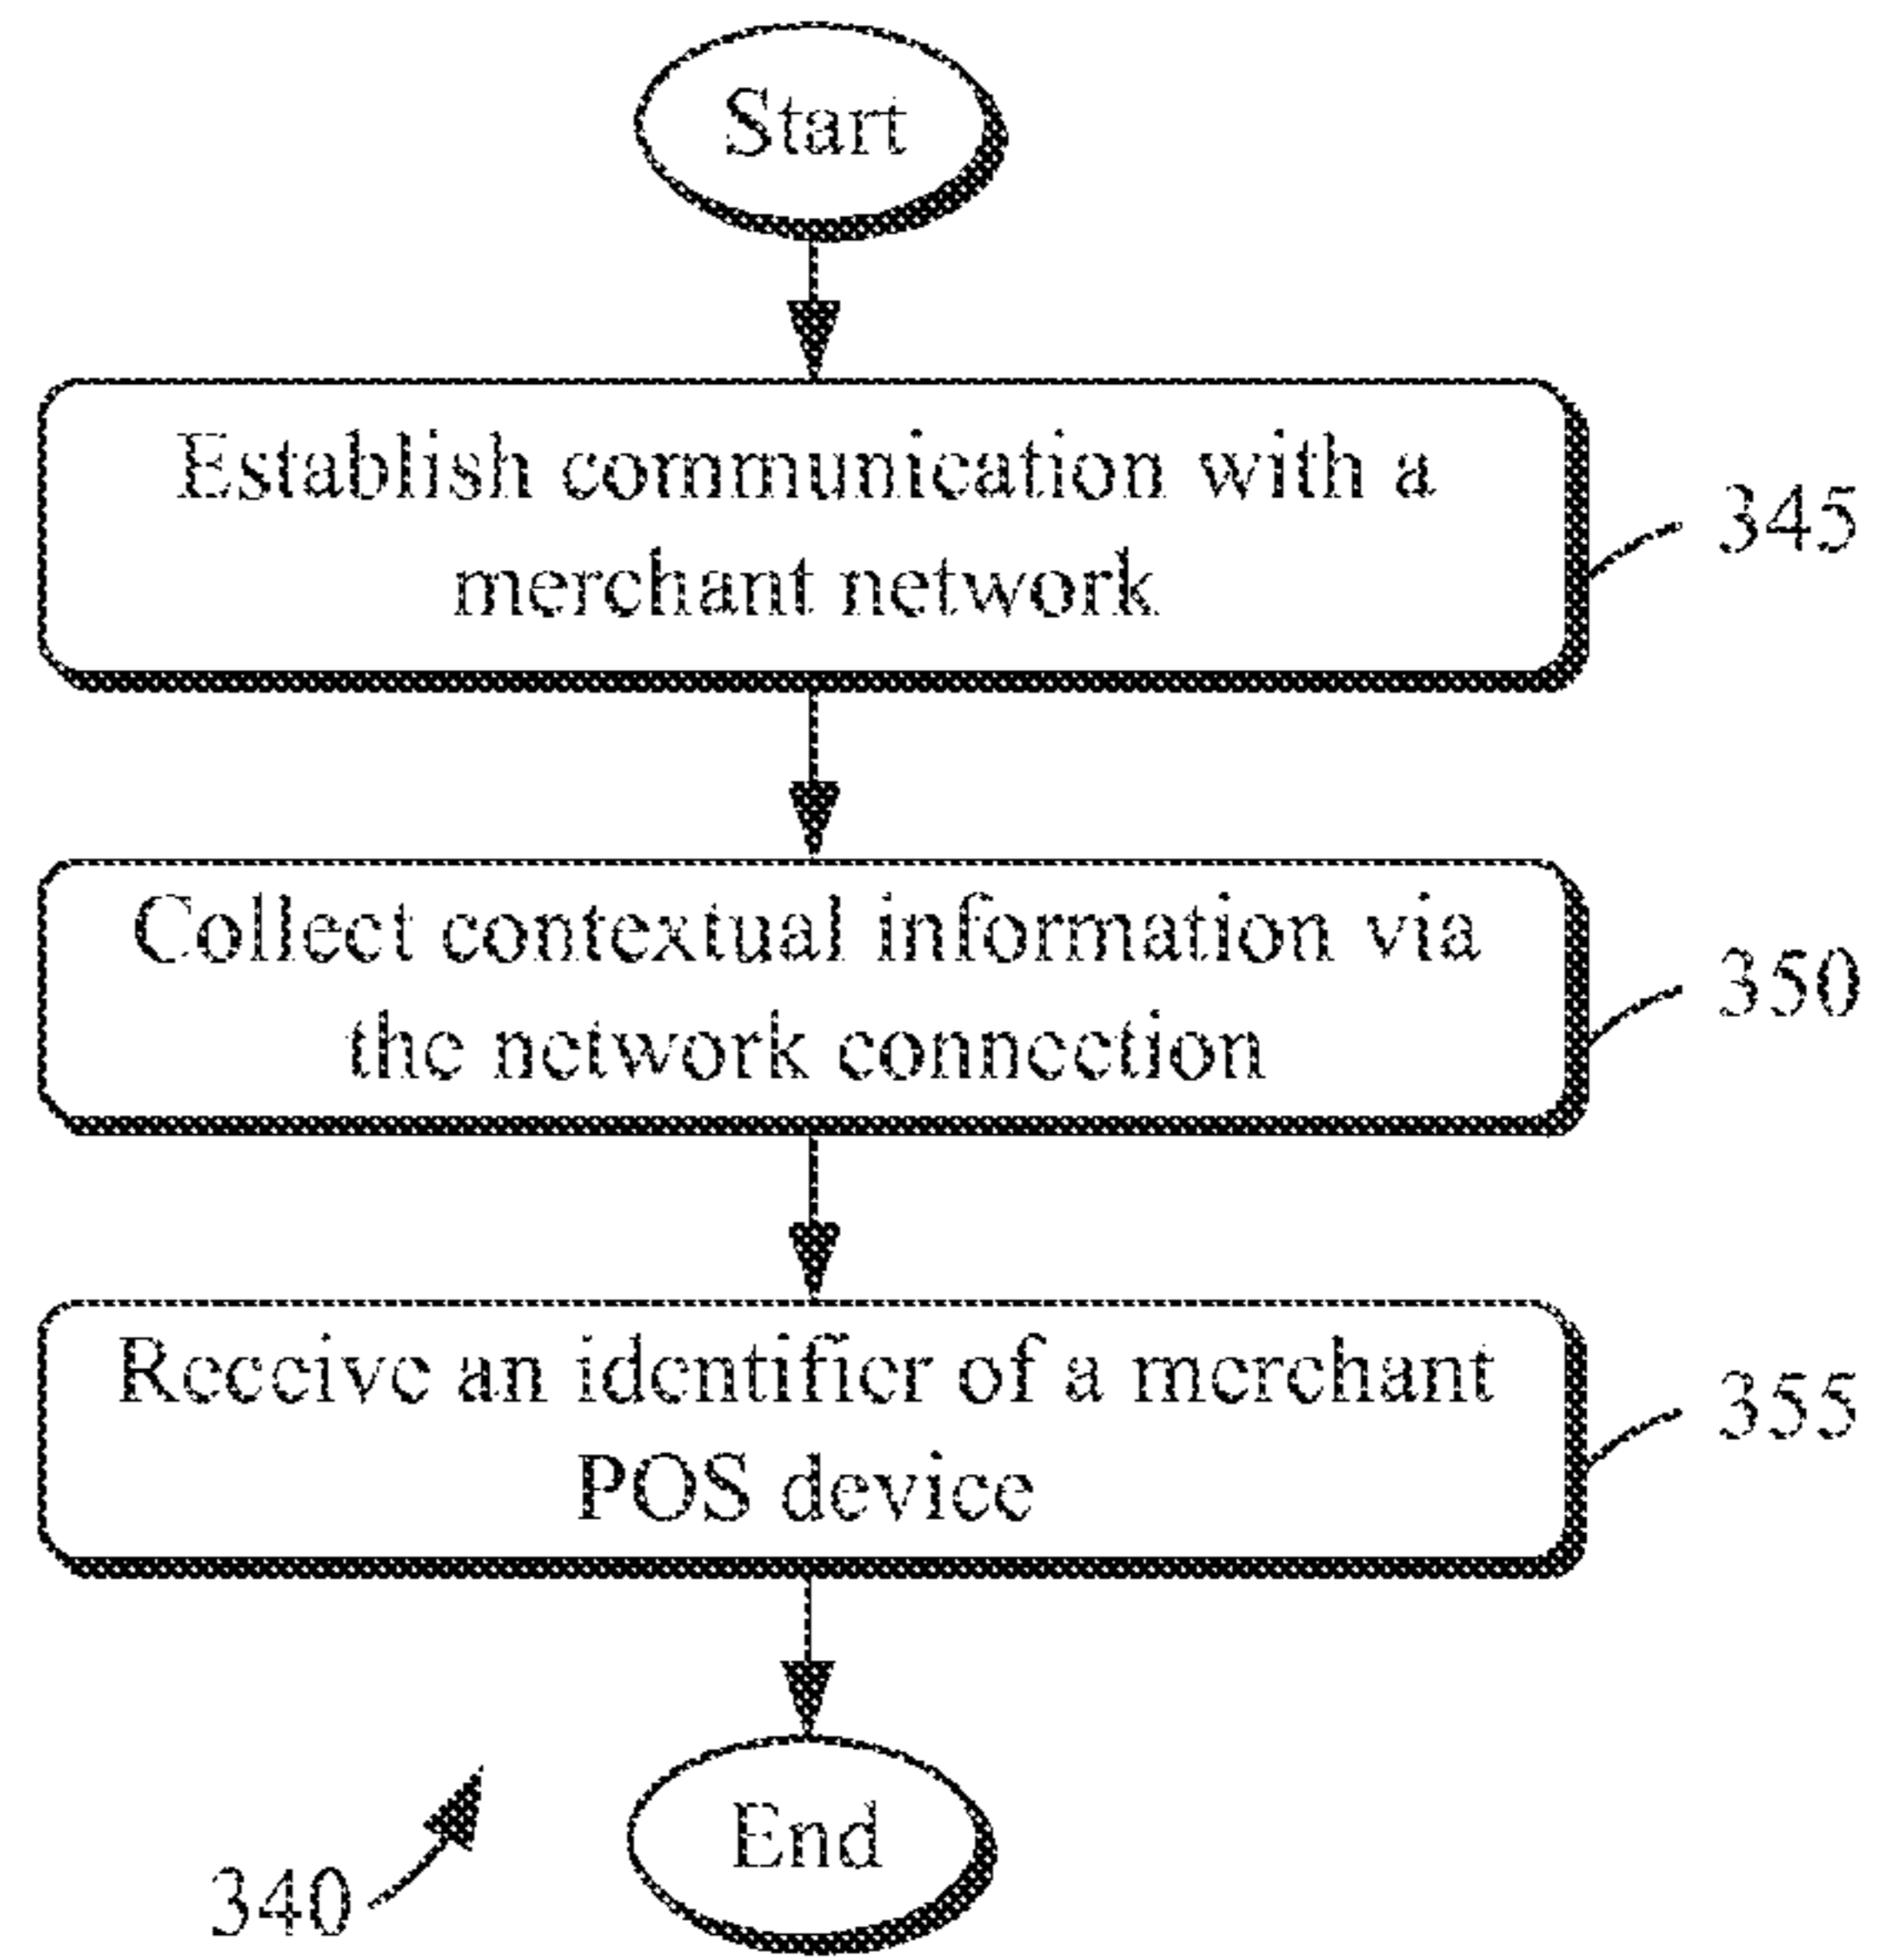 Start
Establish communication with a
merchant network
345
Collect contextual information via
the network connection
350
Receive an identifier of a merchant
POS device
355
End
340